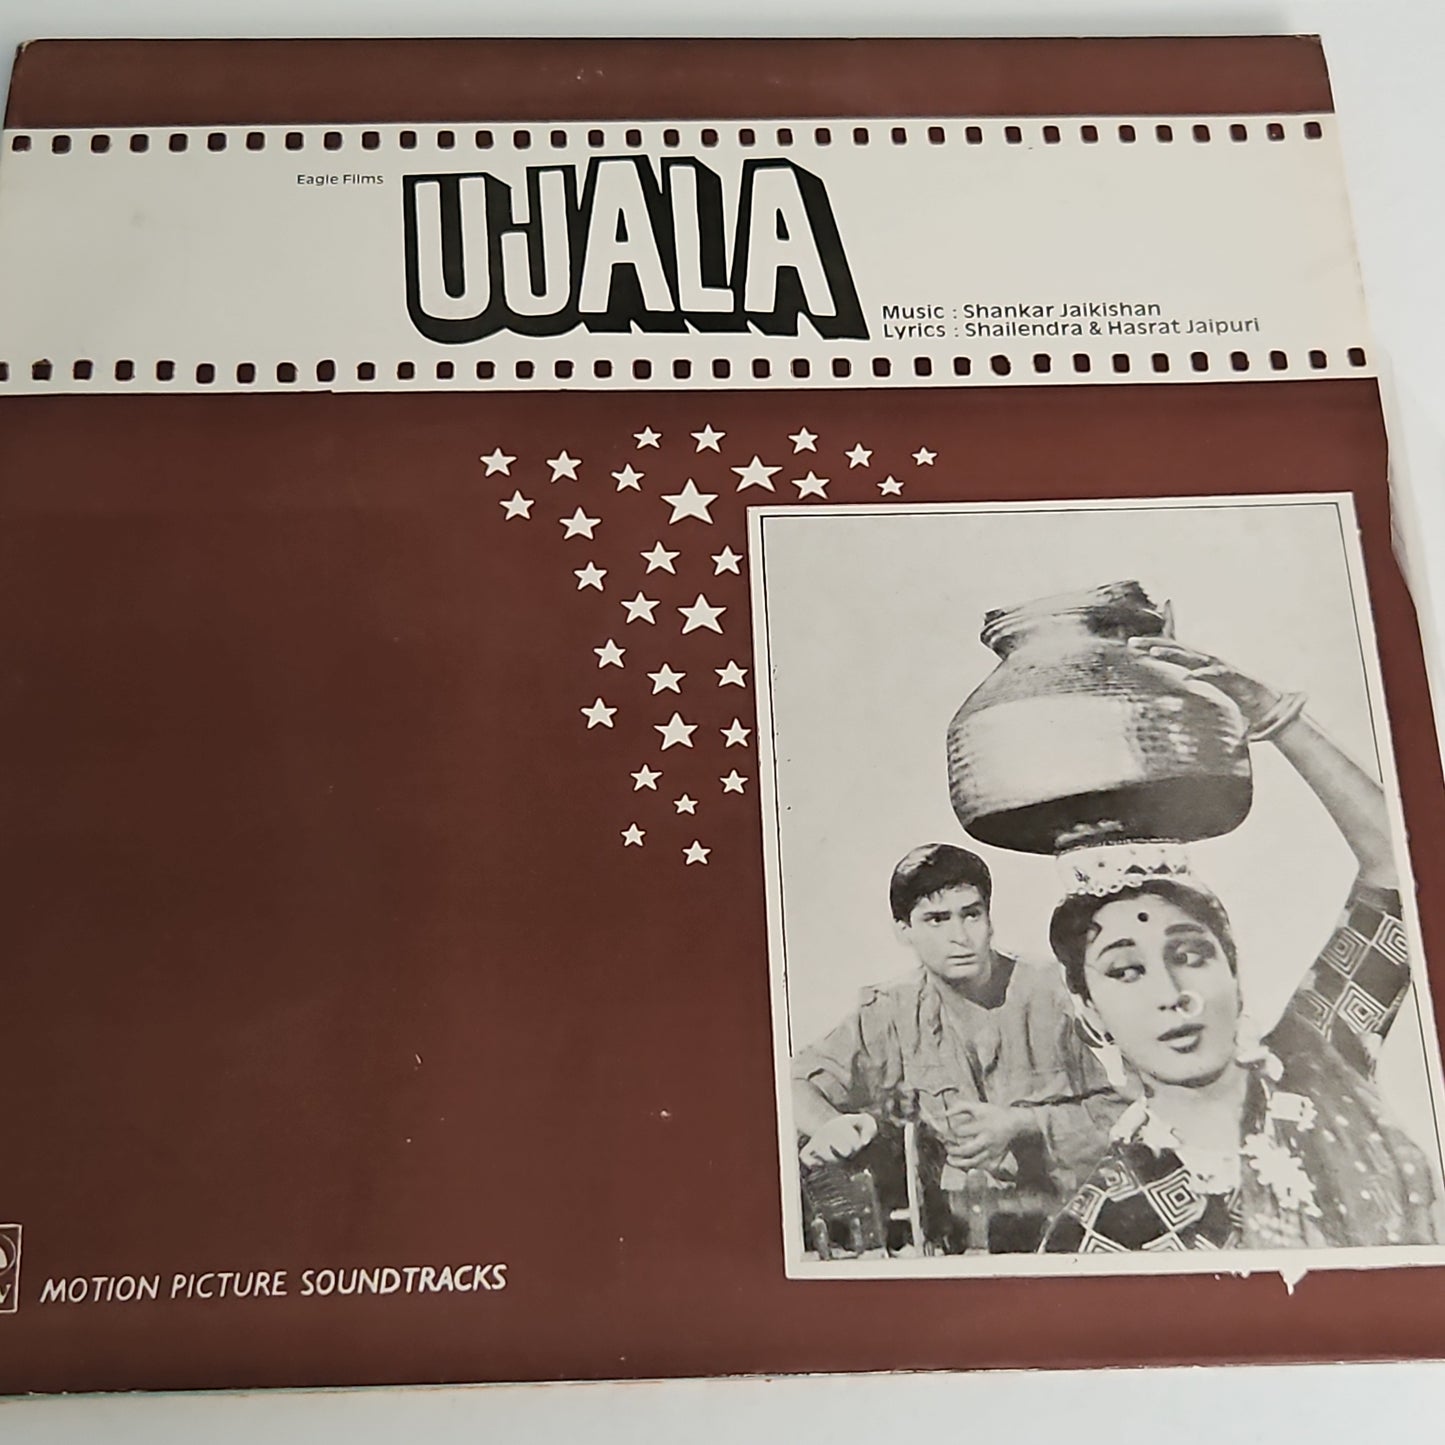 Eagle Films
UJALA
Music : Shankar Jaikishan
Lyrics : Shailendra & Hasrat Jaipuri
MOTION PICTURE SOUNDTRACKS